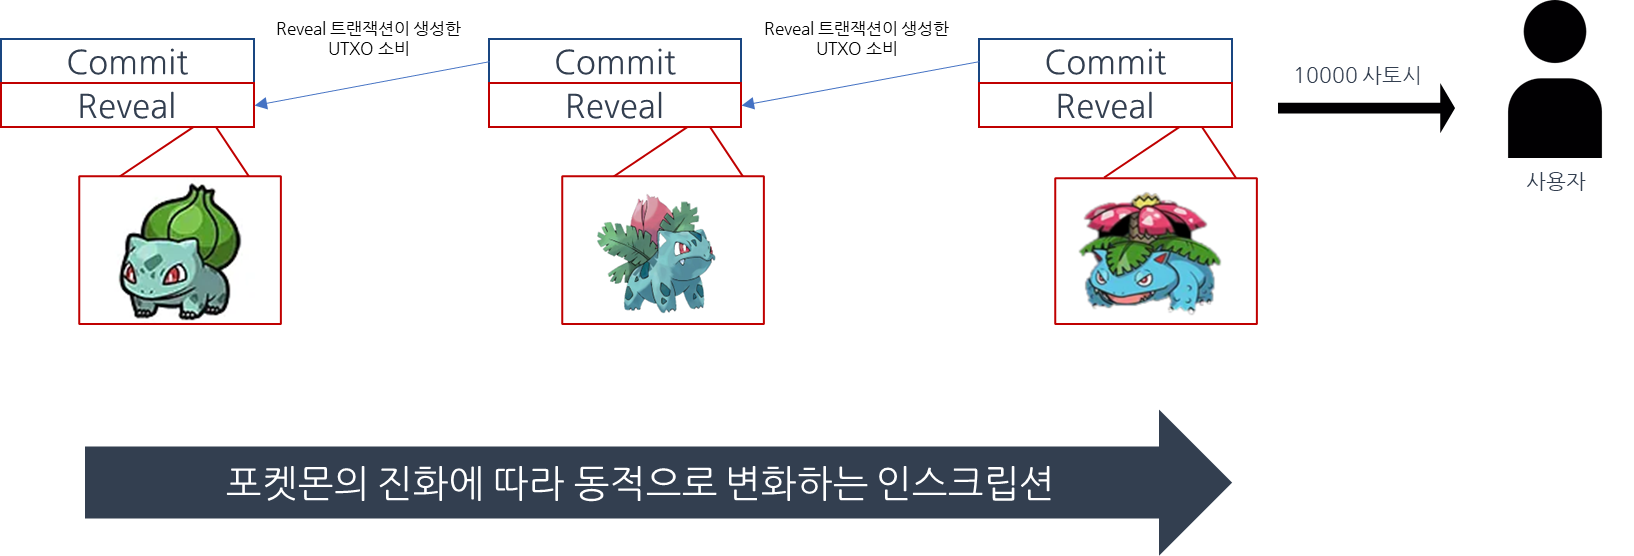 Reveal 트랜잭션이 생성한
UTXO 소비
Reveal 트랜잭션이 생성한
UTXO 소비
Commit
Reveal
Commit
Reveal
Commit
Reveal
10000 사토시
사용자
포켓몬의 진화에 따라 동적으로 변화하는 인스크립션